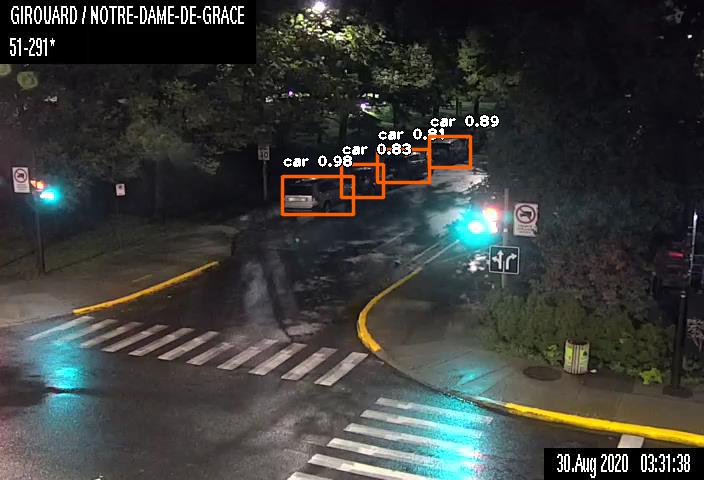 GIROUARD / NOTRE-DAME-DE-GRACE
51-291*
car 0.89
car 0.81
car 0.83
car 0.98
30.Aug 2020 03:31:38